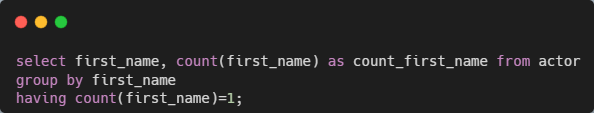 select first_name, count(first_name) as count_first_name from actor
group by first_name
having count(first_name)=1;